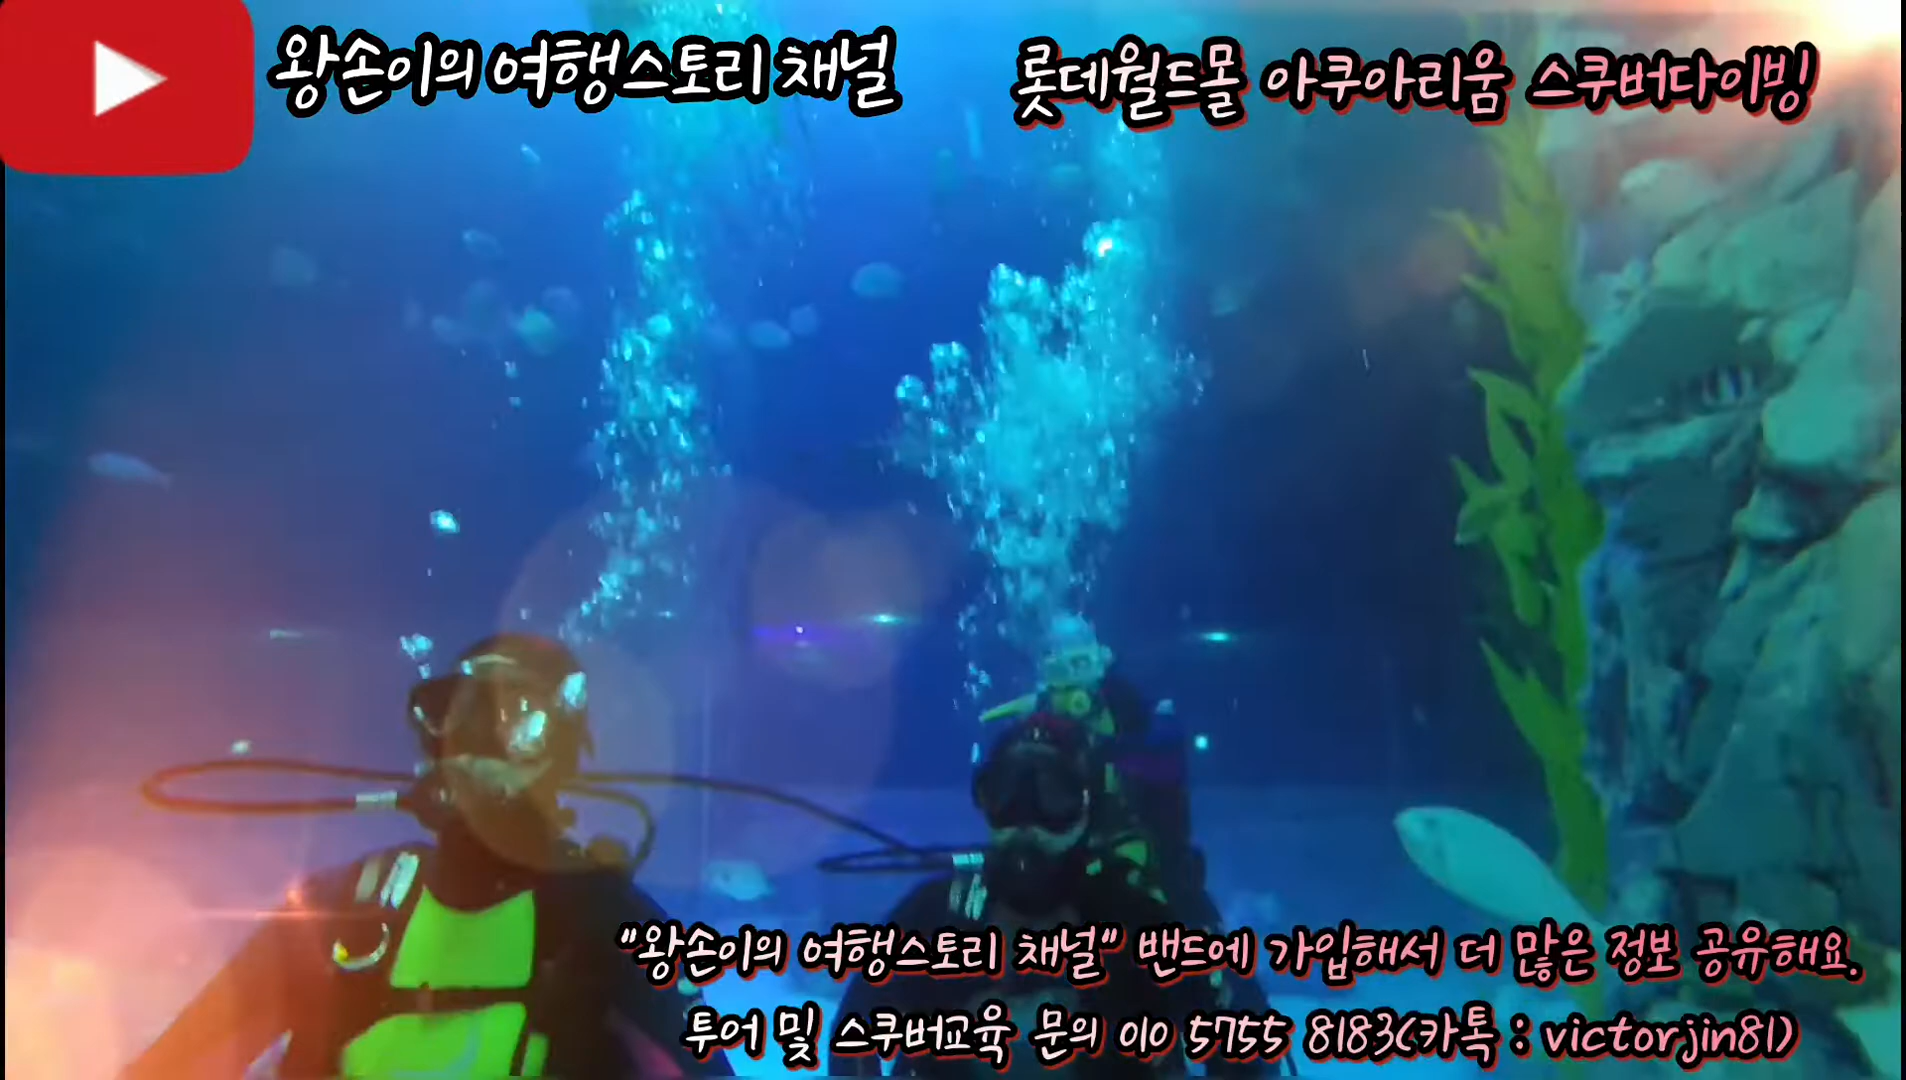 왕손이의 여행스토리 채널
롯데월드몰 아쿠아리움 스쿠버다이빙
"왕손이의 여행스토리 채널" 밴드에 가입해서 더 많은 정보 공유해요.
투어 및 스쿠버교육 문의 010 5755 8183(카톡 : victorjin81)